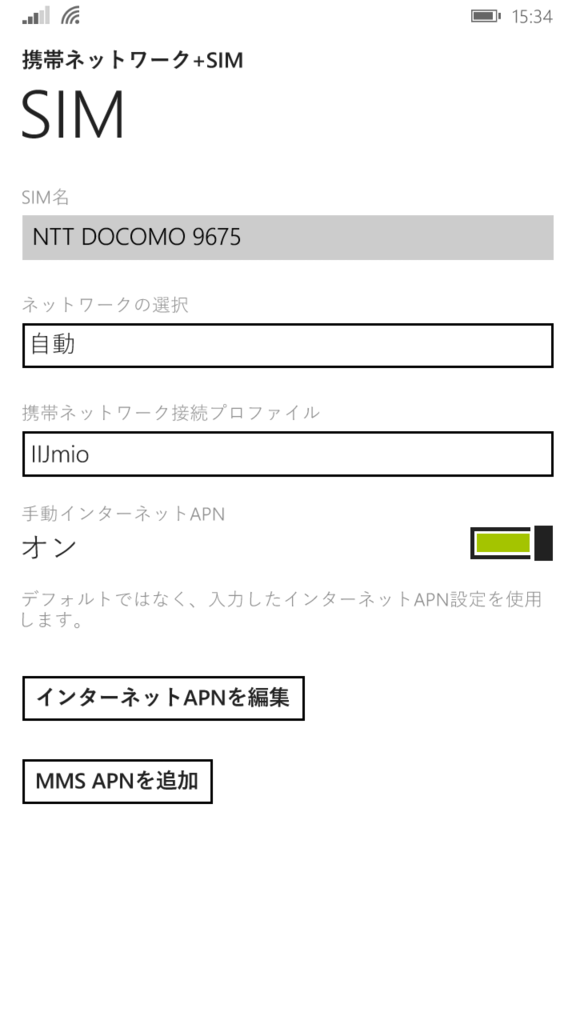 15:34
携帯ネットワーク+SIM
SIM
SIM名
NTT DOCOMO 9675
ネットワークの選択
自動
携帯ネットワーク接続プロファイル
IIJmio
手動インターネットAPN
オン
デフォルトではなく、入力したインターネットAPN設定を使用
します。
インターネットAPNを編集
MMS APNを追加